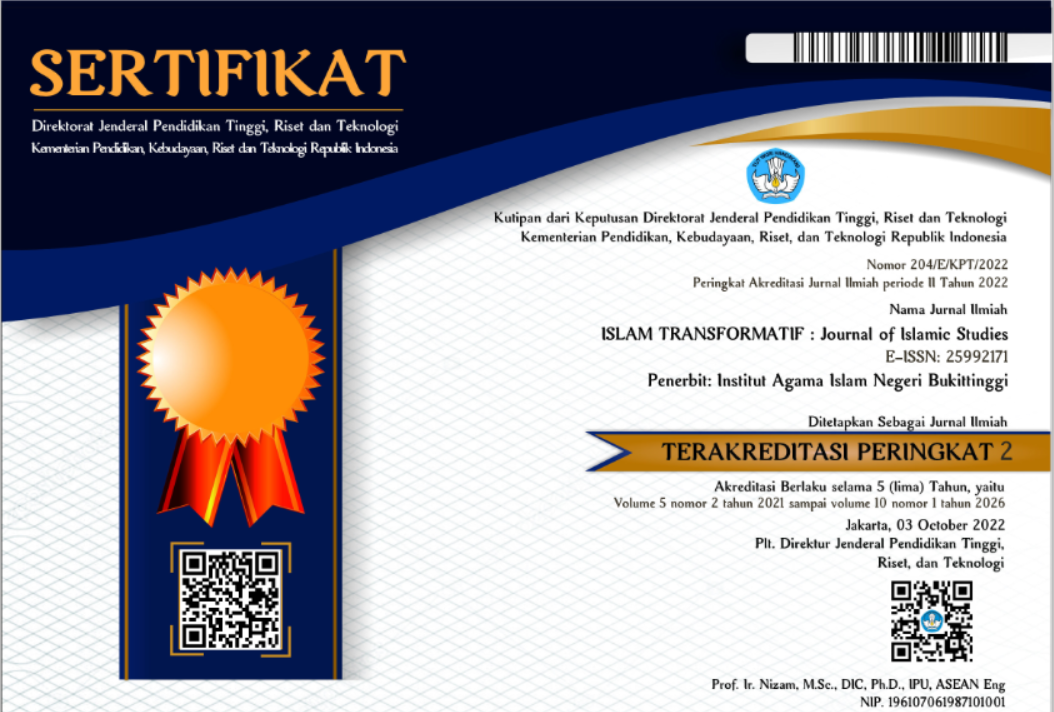 SERTIFIKAT
Direktorat Jenderal Pendidikan Tinggi, Riset dan Teknologi
Kementerian Pendidikan, Kebudayaan, Riset dan Teknologi Republik Indonesia
Kutipan dari Keputusan Direktorat Jenderal Pendidikan Tinggi, Riset dan Teknologi
Kementerian Pendidikan, Kebudayaan, Riset, dan Teknologi Republik Indonesia
Nomor 204/E/KPT/2022
Peringkat Akreditasi Jurnal Ilmiah periode II Tahun 2022
Nama Jurnal Ilmiah
ISLAM TRANSFORMATIF : Journal of Islamic Studies
E-ISSN: 25992171
Penerbit: Institut Agama Islam Negeri Bukittinggi
Ditetapkan Sebagai Jurnal Ilmiah
TERAKREDITASI PERINGKAT 2
Akreditasi Berlaku selama 5 (lima) Tahun, yaitu
Volume 5 nomor 2 tahun 2021 sampai volume 10 nomor 1 tahun 2026
Jakarta, 03 October 2022
Plt. Direktur Jenderal Pendidikan Tinggi,
Riset, dan Teknologi
Prof. Ir. Nizam, M.Sc., DIC, Ph.D., IPU, ASEAN Eng
NIP. 196107061987101001